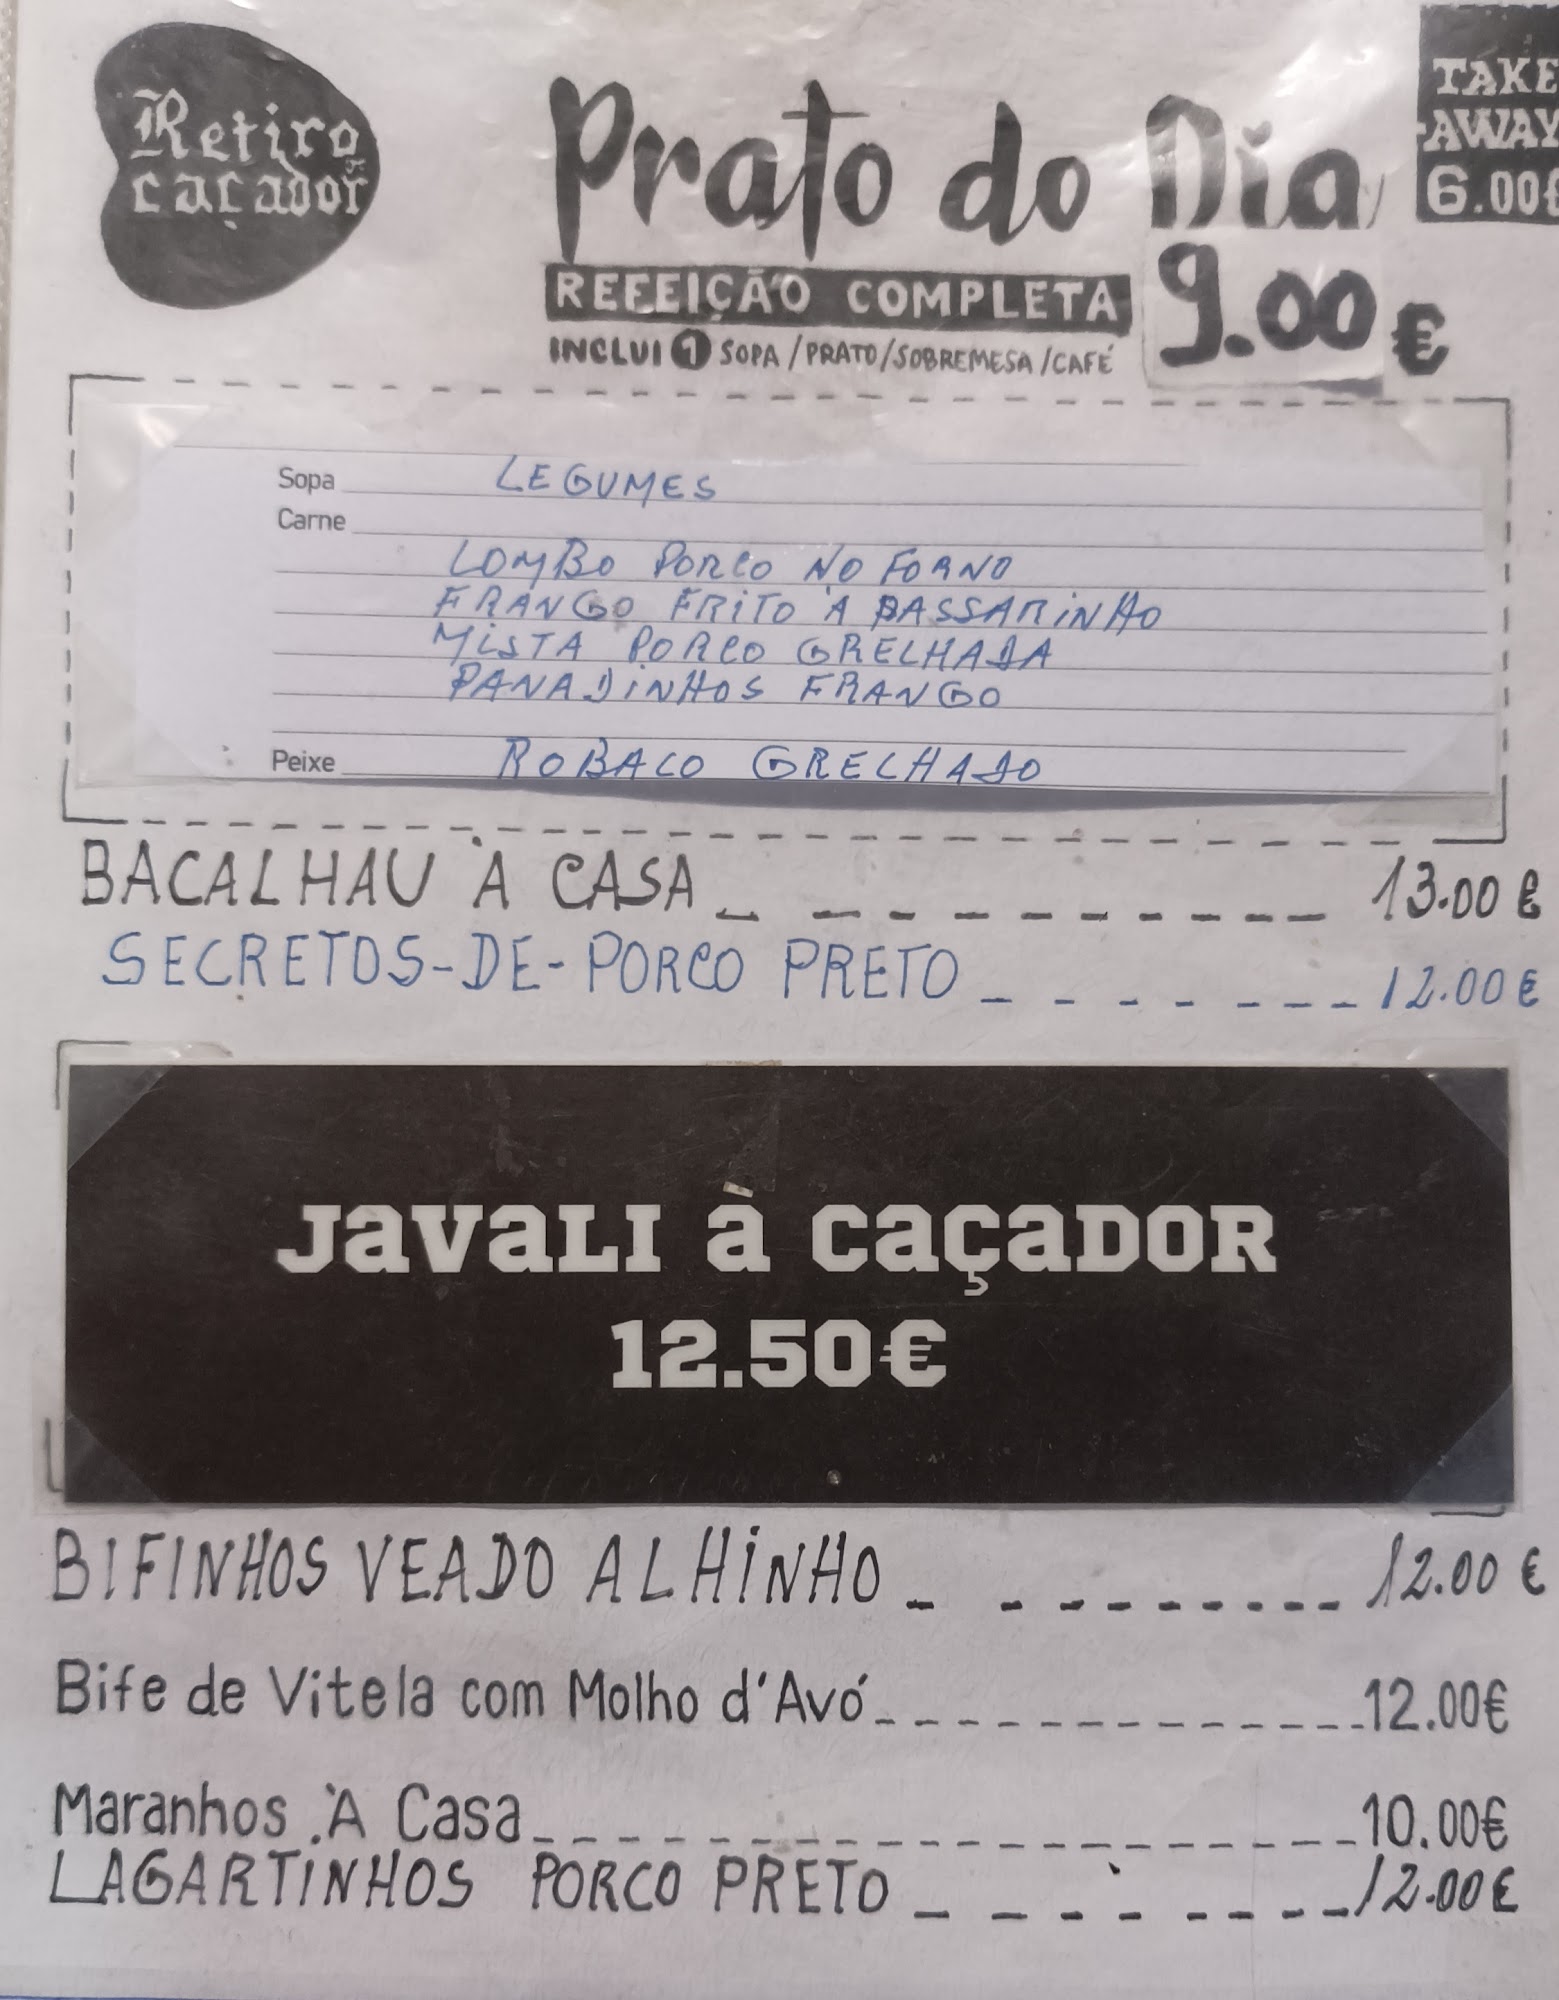 Retiro
do
caçador
Prato do Dia
TAKE
AWAY
6.00€
REFEIÇÃO COMPLETA
9.00€
INCLUI 1 SOPA/PRATO/SOBREMESA/CAFÉ
Sopa LEGUMES
Carne
LOMBO PORCO NO FORNO
FRANGO FRITO À PASSARINHO
MISTA PORCO GRELHADA
PANADINHOS FRANGO
Peixe ROBALO GRELHADO
BACALHAU À CASA 13.00€
SECRETOS-DE-PORCO PRETO 12.00€
JAVALI À CAÇADOR
12.50€
BIFINHOS VEADO ALHINHO 12.00€
Bife de Vitela com Molho d'Avó 12.00€
Maranhos À Casa 10.00€
LAGARTINHOS PORCO PRETO 12.00€